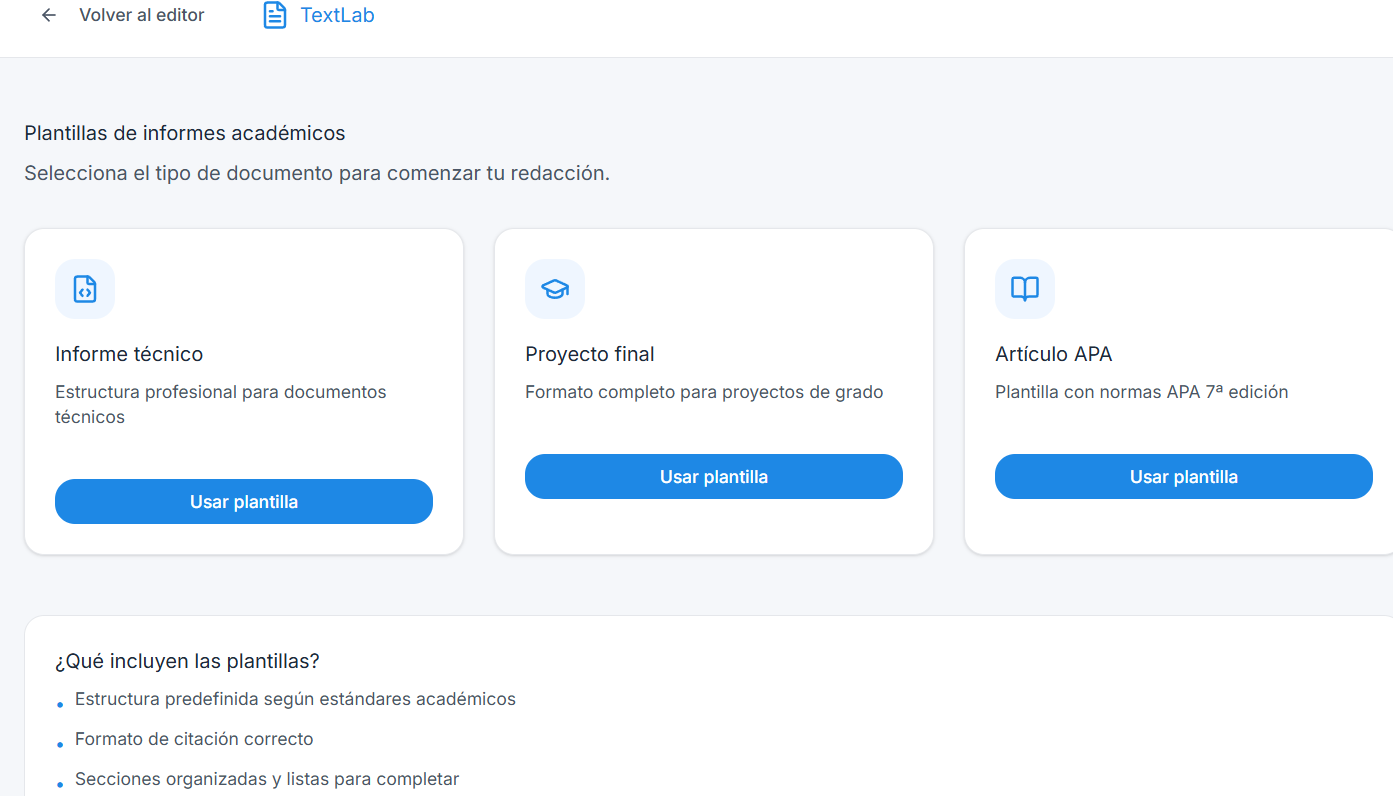 Volver al editor
TextLab
Plantillas de informes académicos
Selecciona el tipo de documento para comenzar tu redacción.
Informe técnico
Estructura profesional para documentos
técnicos
Usar plantilla
Proyecto final
Formato completo para proyectos de grado
Usar plantilla
Artículo APA
Plantilla con normas APA 7ª edición
Usar plantilla
¿Qué incluyen las plantillas?
Estructura predefinida según estándares académicos
Formato de citación correcto
Secciones organizadas y listas para completar